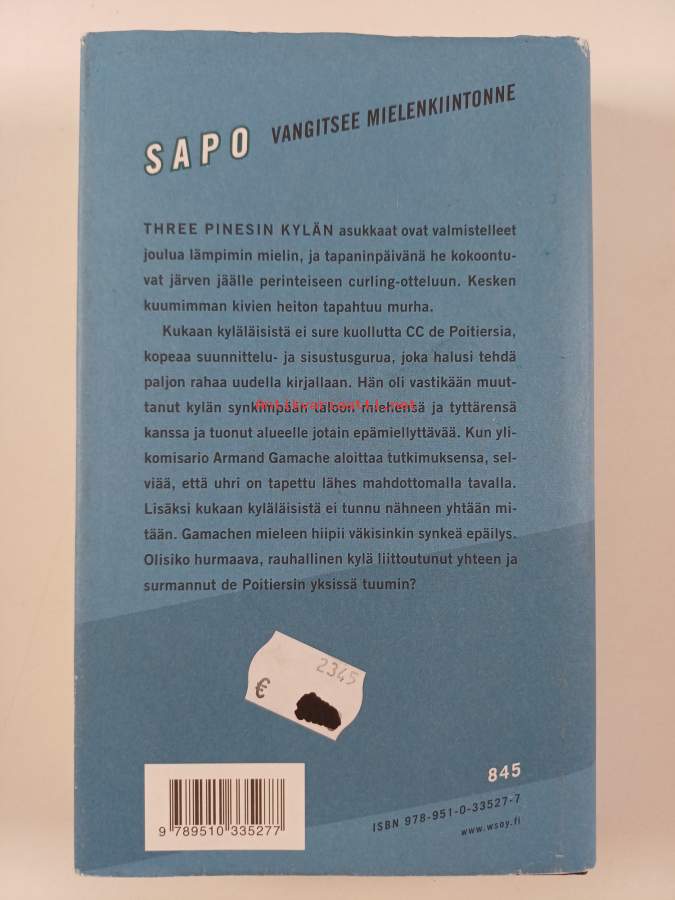 SAPO VANGITSEE MIELENKIINTONNE
THREE PINESIN KYLÄN asukkaat ovat valmistelleet
joulua lämpimin mielin, ja tapaninpäivänä he kokoontu-
vat järven jäälle perinteiseen curling-otteluun. Kesken
kuumimman kivien heiton tapahtuu murha.
Kukaan kyläläisistä ei sure kuollutta CC de Poitiersia,
kopeaa suunnittelu- ja sisustusgurua, joka halusi tehdä
paljon rahaa uudella kirjallaan. Hän oli vastikään muut-
Antikvariaatti.net
tanut kylän synkimpään taloon miehensä ja tyttärensä
kanssa ja tuonut alueelle jotain epämiellyttävää. Kun yli-
komisario Armand Gamache aloittaa tutkimuksensa, sel-
viää, että uhri on tapettu lähes mahdottomalla tavalla.
Lisäksi kukaan kyläläisistä ei tunnu nähneen yhtään mi-
tään. Gamachen mieleen hiipii väkisinkin synkeä epäilys.
Olisiko hurmaava, rauhallinen kylä liittoutunut yhteen ja
surmannut de Poitiersin yksissä tuumin?
2345
€
845
ISBN 978-951-0-33527-7
www.wsoy.fi
9 789510 335277